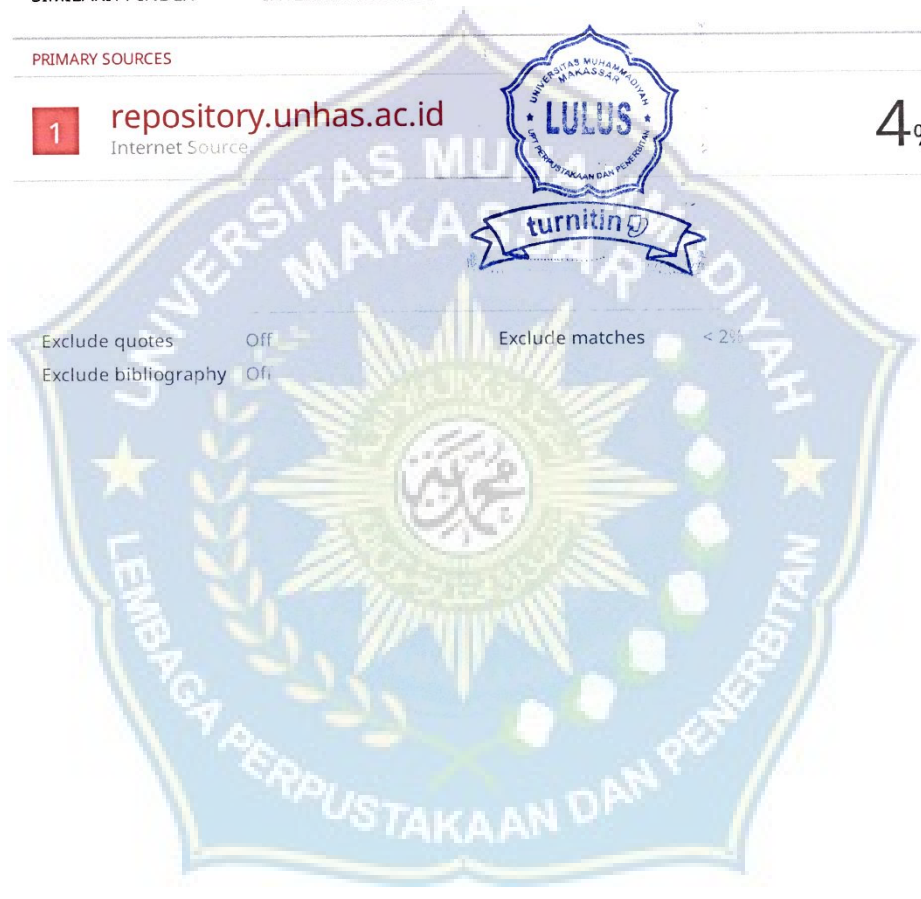 PRIMARY SOURCES
UNIVERSITAS MUHAMMADIYAH
MAKASSAR
LULUS
UPT PERPUSTAKAAN DAN PENERBITAN
turnitin
1
repository.unhas.ac.id
4%
Internet Source
UNIVERSITAS MUHAMMADIYAH
MAKASSAR
Exclude quotes Off
Exclude matches < 2%
Exclude bibliography Off
LEMBAGA PERPUSTAKAAN DAN PENERBITAN